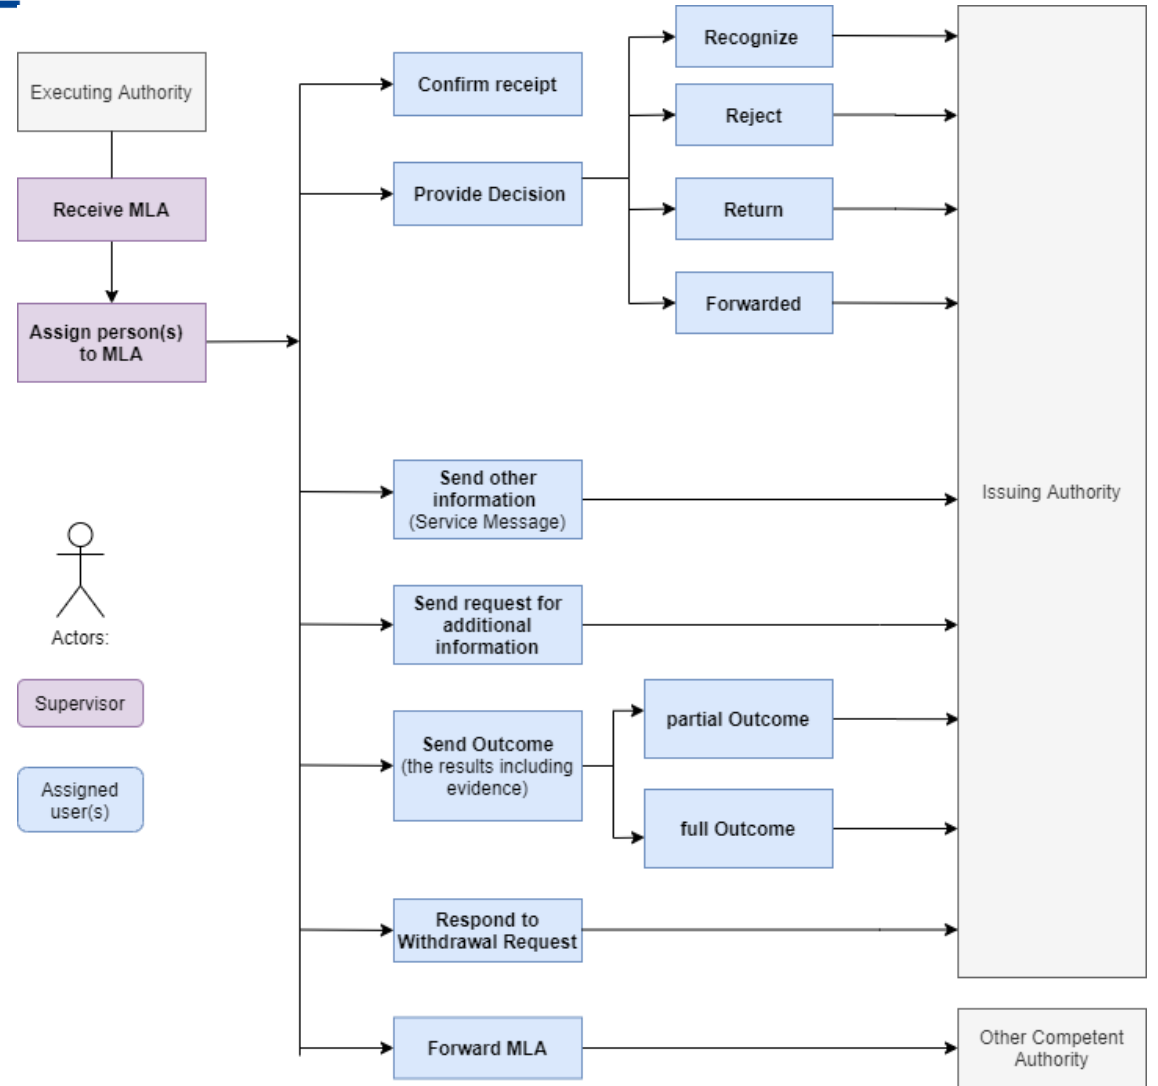 Executing Authority
Receive MLA
Assign person(s)
to MLA
Confirm receipt
Provide Decision
Recognize
Reject
Return
Forwarded
Send other
information
(Service Message)
Send request for
additional
information
Send Outcome
(the results including
evidence)
partial Outcome
full Outcome
Respond to
Withdrawal Request
Forward MLA
Issuing Authority
Other Competent
Authority
Actors:
Supervisor
Assigned
user(s)